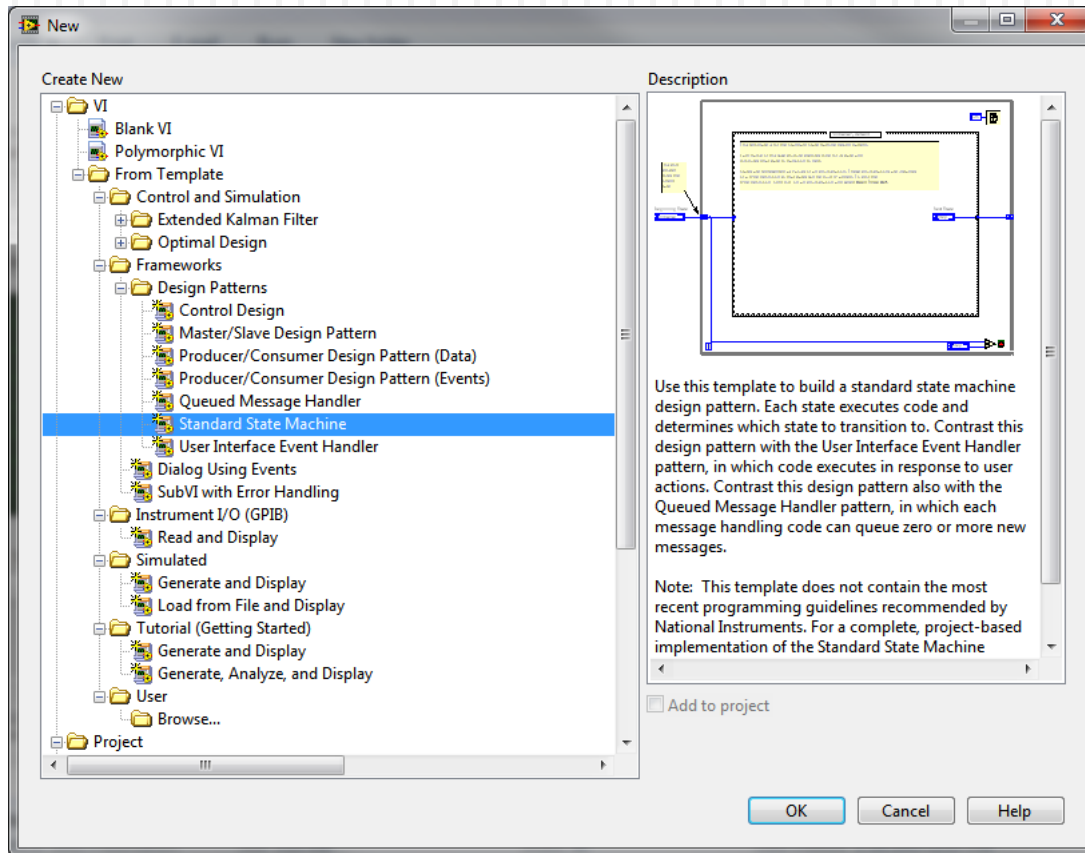 New
Create New
VI
Blank VI
Polymorphic VI
From Template
Control and Simulation
Extended Kalman Filter
Optimal Design
Frameworks
Design Patterns
Control Design
Master/Slave Design Pattern
Producer/Consumer Design Pattern (Data)
Producer/Consumer Design Pattern (Events)
Queued Message Handler
Standard State Machine
User Interface Event Handler
Dialog Using Events
SubVI with Error Handling
Instrument I/O (GPIB)
Read and Display
Simulated
Generate and Display
Load from File and Display
Tutorial (Getting Started)
Generate and Display
Generate, Analyze, and Display
User
Browse...
Project
Description
Use this template to build a standard state machine
design pattern. Each state executes code and
determines which state to transition to. Contrast this
design pattern with the User Interface Event Handler
pattern, in which code executes in response to user
actions. Contrast this design pattern also with the
Queued Message Handler pattern, in which each
message handling code can queue zero or more new
messages.
Note: This template does not contain the most
recent programming guidelines recommended by
National Instruments. For a complete, project-based
implementation of the Standard State Machine
Add to project
OK
Cancel
Help